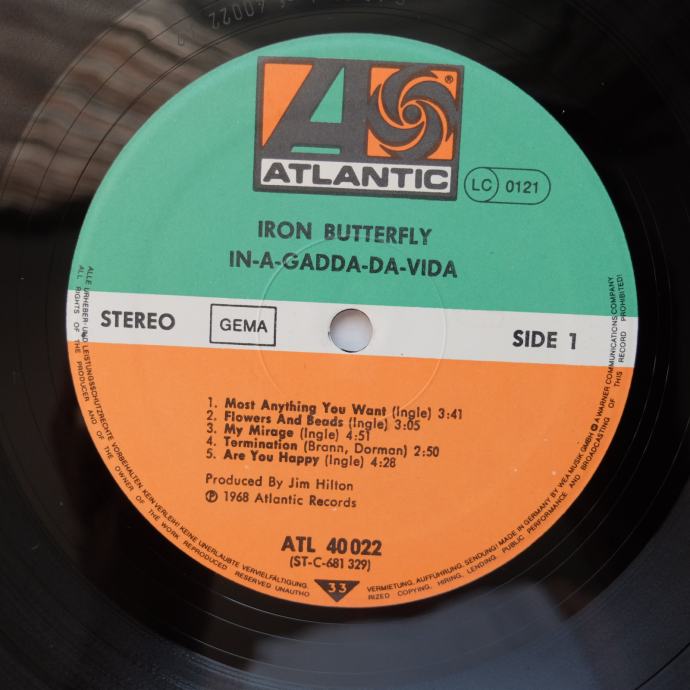 ATLANTIC ®
LC 0121
IRON BUTTERFLY
IN-A-GADDA-DA-VIDA
STEREO GEMA SIDE 1
1. Most Anything You Want (Ingle) 3:41
2. Flowers And Beads (Ingle) 3:05
3. My Mirage (Ingle) 4:51
4. Termination (Brann, Dorman) 2:50
5. Are You Happy (Ingle) 4:28
Produced By Jim Hilton
℗ 1968 Atlantic Records
ATL 40 022
(ST-C-681 329)
33
ALLE URHEBER- UND LEISTUNGSSCHUTZRECHTE VORBEHALTEN. KEIN VERLEIH! KEINE UNERLAUBTE VERVIELFÄLTIGUNG, VERMIETUNG, AUFFÜHRUNG, SENDUNG! MADE IN GERMANY BY WEA MUSIK GMBH A WARNER COMMUNICATIONS COMPANY
ALL RIGHTS OF THE PRODUCER AND OF THE OWNER OF THE WORK REPRODUCED RESERVED UNAUTHORIZED COPYING, HIRING, LENDING, PUBLIC PERFORMANCE AND BROADCASTING OF THIS RECORD PROHIBITED!